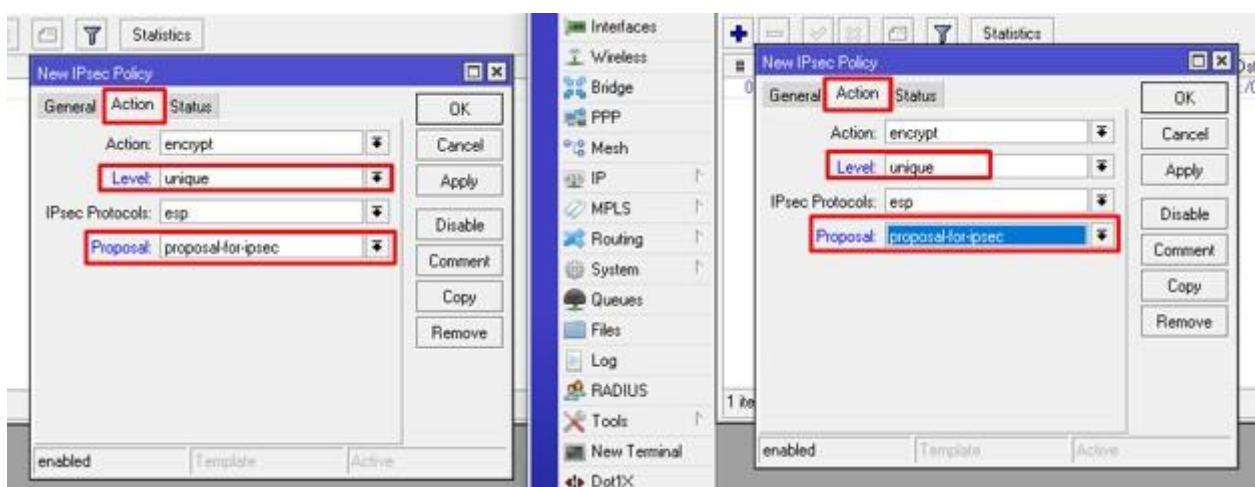 Statistics
New IPsec Policy
General Action Status
Action: encrypt
Level: unique
IPsec Protocols: esp
Proposal: proposal-for-ipsec
OK
Cancel
Apply
Disable
Comment
Copy
Remove
enabled
Template
Active
Interfaces
Wireless
Bridge
PPP
Mesh
IP
MPLS
Routing
System
Queues
Files
Log
RADIUS
Tools
New Terminal
Dot1X
Statistics
#
0
1 ite
New IPsec Policy
General Action Status
Action: encrypt
Level: unique
IPsec Protocols: esp
Proposal: proposal-for-ipsec
OK
Cancel
Apply
Disable
Comment
Copy
Remove
enabled
Template
Active